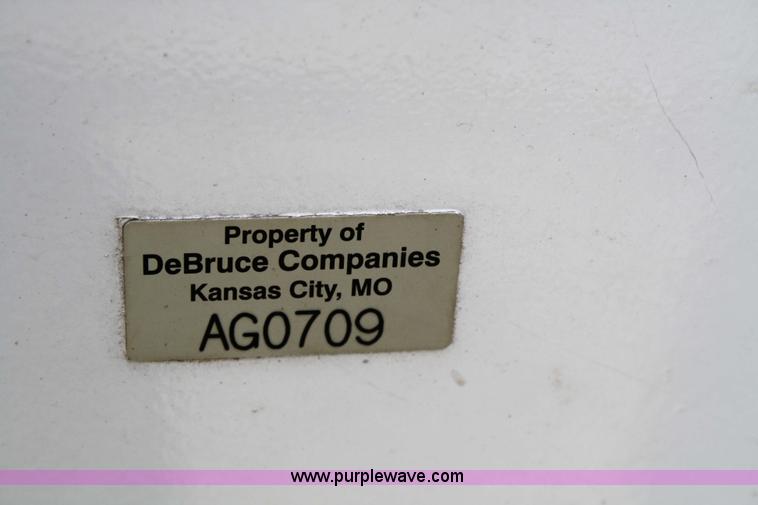 Property of
DeBruce Companies
Kansas City, MO
AG0709
www.purplewave.com